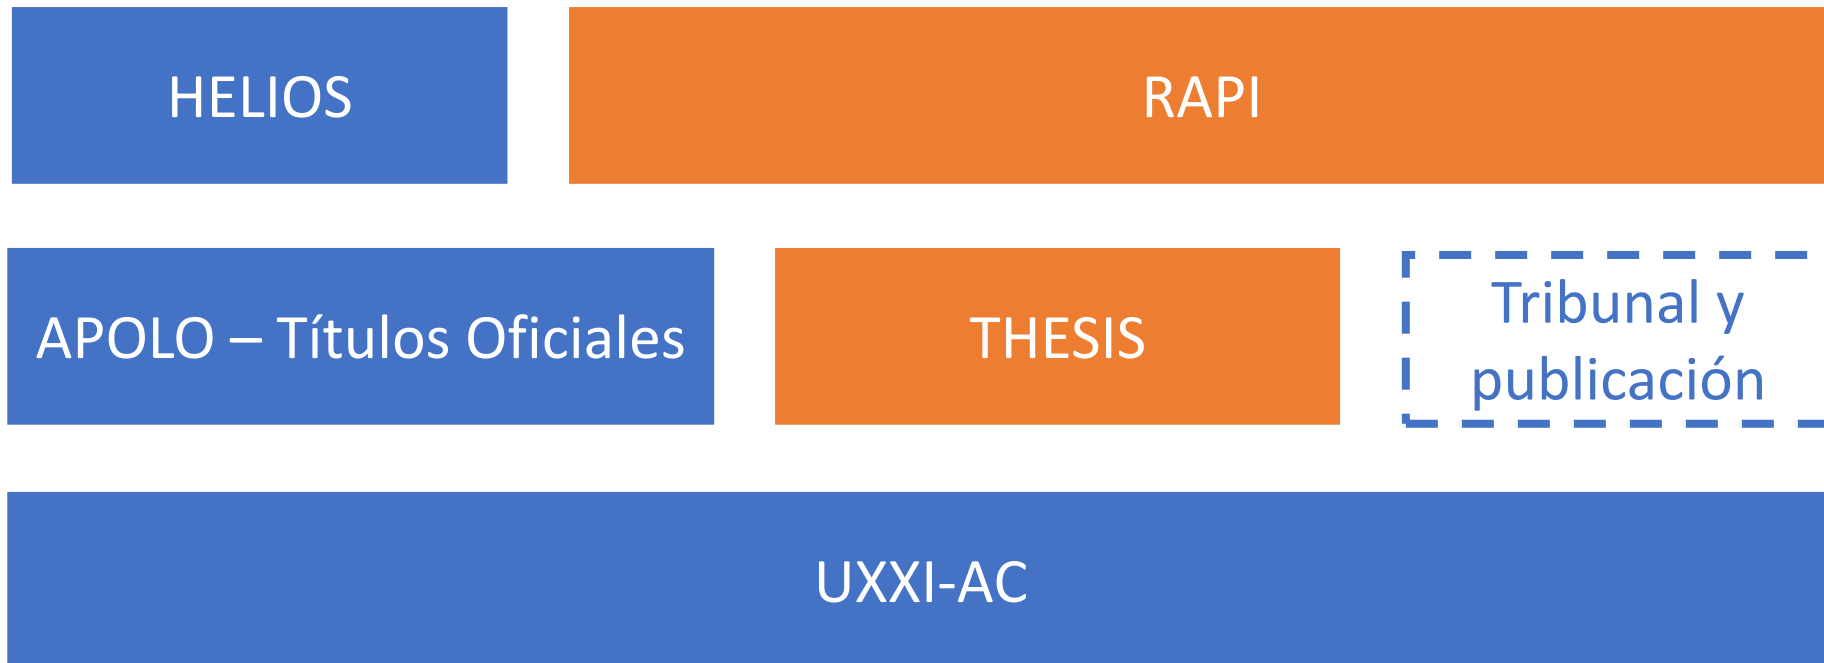 HELIOS
RAPI
APOLO – Títulos Oficiales
THESIS
Tribunal y
publicación
UXXI-AC